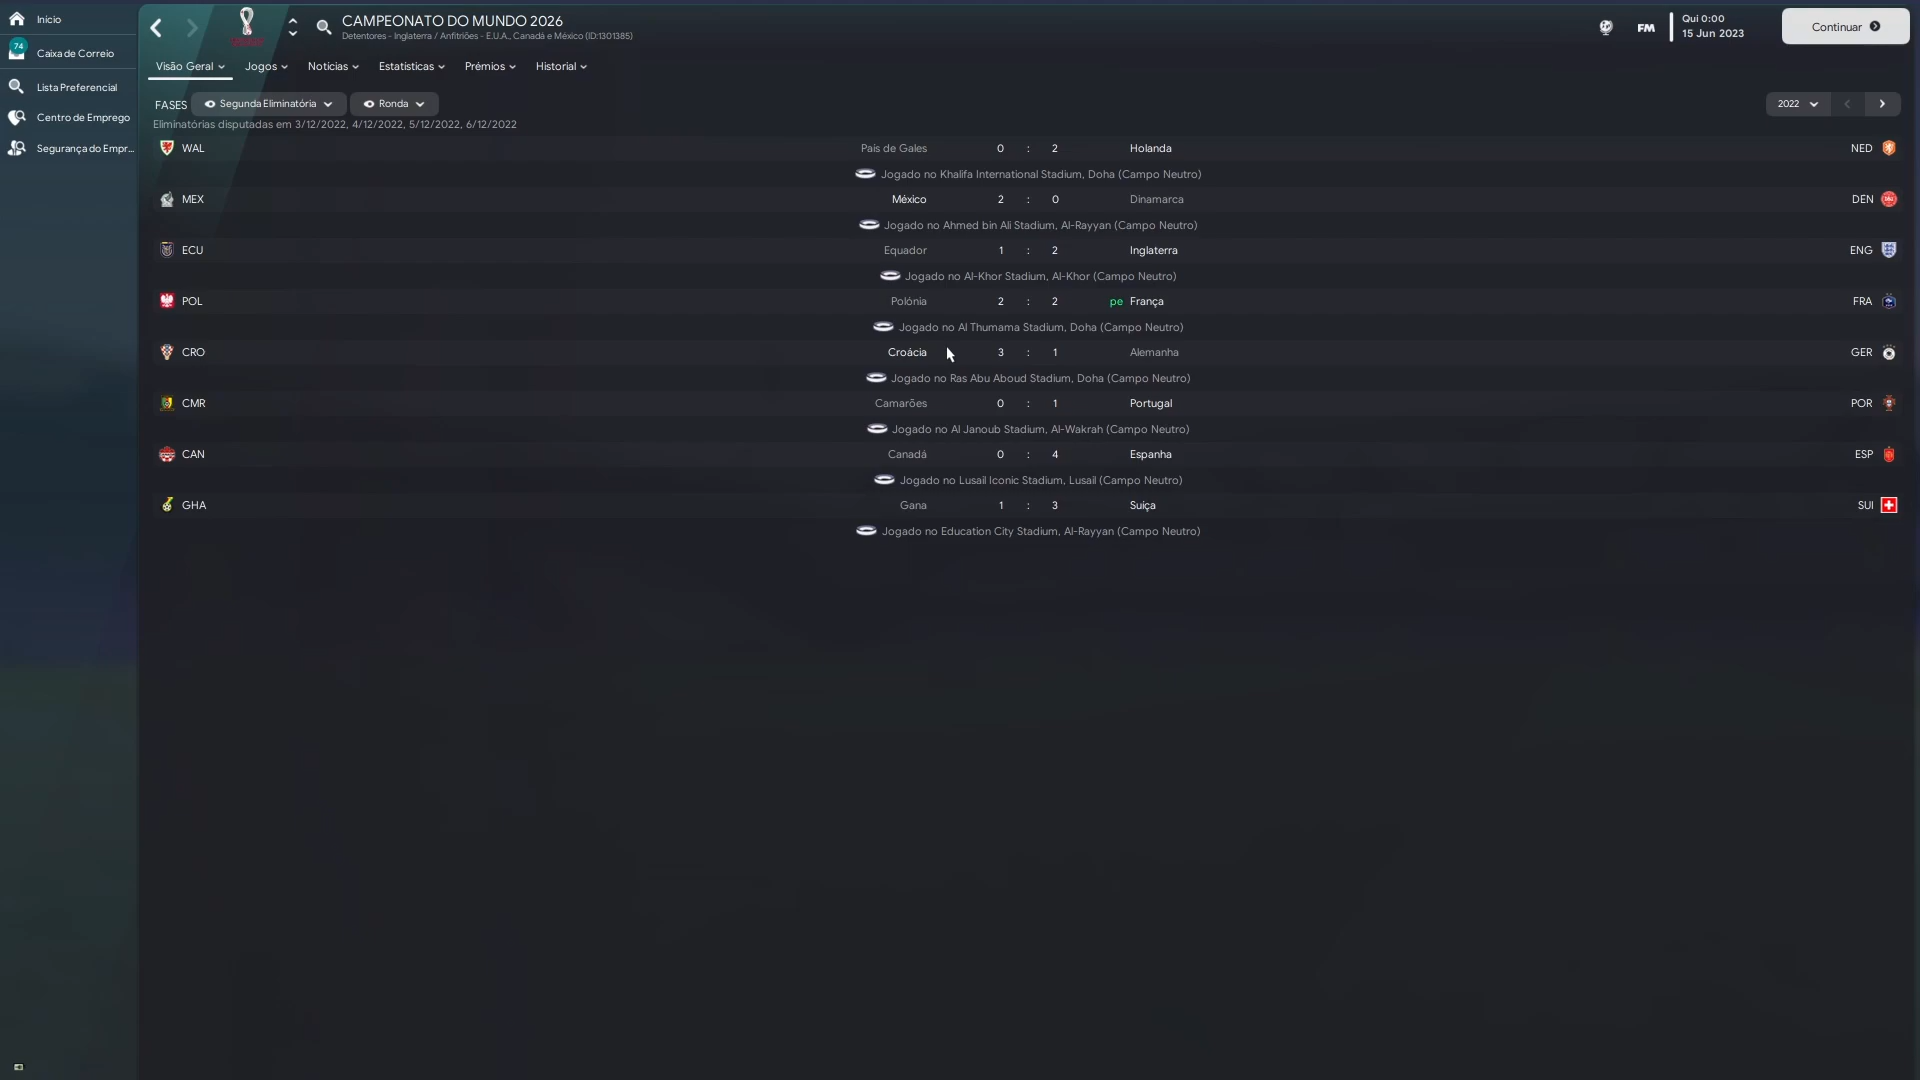 Início
CAMPEONATO DO MUNDO 2026
Detentores - Inglaterra / Anfitriões - E.U.A., Canadá e México (ID:1301385)
FM
Qui 0:00
15 Jun 2023
Continuar
74
Caixa de Correio
Visão Geral
Jogos
Notícias
Estatísticas
Prémios
Historial
Lista Preferencial
FASES
Segunda Eliminatória
Ronda
2022
Centro de Emprego
Eliminatórias disputadas em 3/12/2022, 4/12/2022, 5/12/2022, 6/12/2022
Segurança do Empr...
WAL País de Gales 0 : 2 Holanda NED
Jogado no Khalifa International Stadium, Doha (Campo Neutro)
MEX México 2 : 0 Dinamarca DEN
Jogado no Ahmed bin Ali Stadium, Al-Rayyan (Campo Neutro)
ECU Equador 1 : 2 Inglaterra ENG
Jogado no Al-Khor Stadium, Al-Khor (Campo Neutro)
POL Polónia 2 : 2 pe França FRA
Jogado no Al Thumama Stadium, Doha (Campo Neutro)
CRO Croácia 3 : 1 Alemanha GER
Jogado no Ras Abu Aboud Stadium, Doha (Campo Neutro)
CMR Camarões 0 : 1 Portugal POR
Jogado no Al Janoub Stadium, Al-Wakrah (Campo Neutro)
CAN Canadá 0 : 4 Espanha ESP
Jogado no Lusail Iconic Stadium, Lusail (Campo Neutro)
GHA Gana 1 : 3 Suíça SUI
Jogado no Education City Stadium, Al-Rayyan (Campo Neutro)